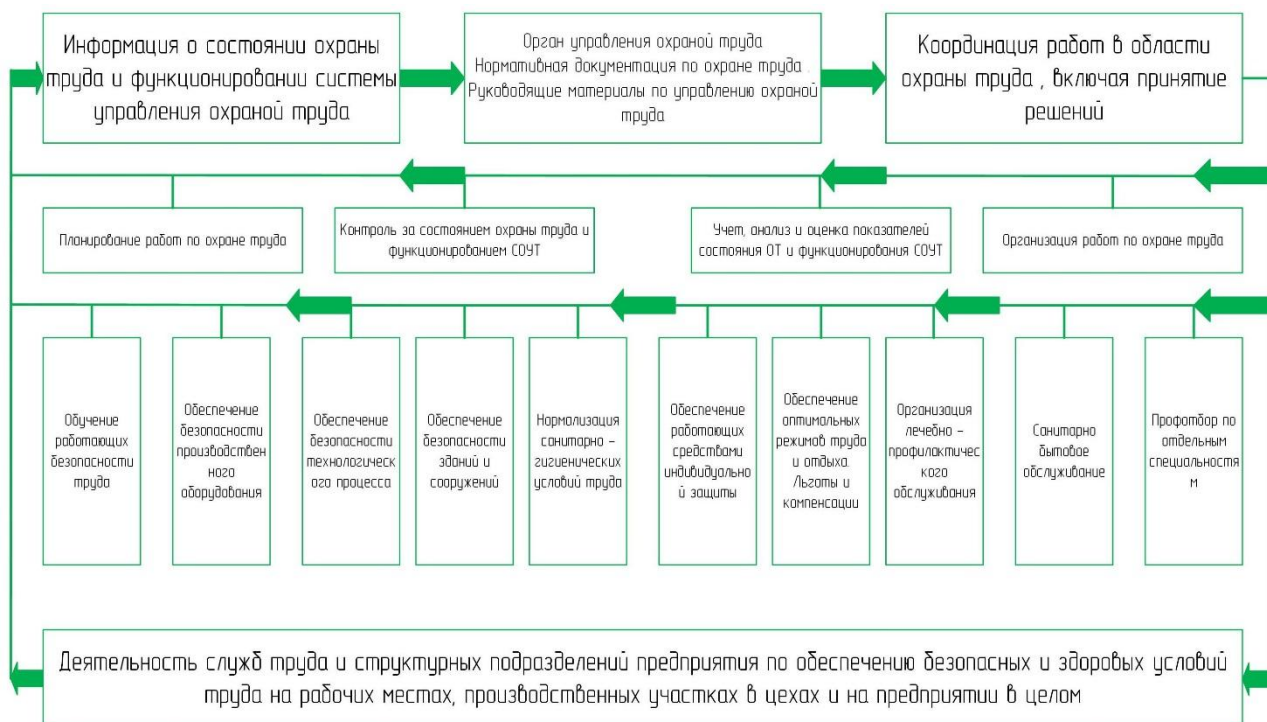 Информация о состоянии охраны
труда и функционировании системы
управления охраной труда
Орган управления охраной труда
Нормативная документация по охране труда .
Руководящие материалы по управлению охраной
труда
Координация работ в области
охраны труда , включая принятие
решений
Планирование работ по охране труда
Контроль за состоянием охраны труда и
функционированием СОУТ
Учет, анализ и оценка показателей
состояния ОТ и функционирования СОУТ
Организация работ по охране труда
Обучение
работающих
безопасности
труда
Обеспечение
безопасности
производствен
ного
оборудования
Обеспечение
безопасности
технологическ
ого процесса
Обеспечение
безопасности
зданий и
сооружений
Нормализация
санитарно –
гигиенических
условий труда
Обеспечение
работающих
средствами
индивидуально
й защиты
Обеспечение
оптимальных
режимов труда
и отдыха.
Льготы и
компенсации
Организация
лечебно –
профилактичес
кого
обслуживания
Санитарно
бытовое
обслуживание
Профотбор по
отдельным
специальностя
м
Деятельность служб труда и структурных подразделений предприятия по обеспечению безопасных и здоровых условий
труда на рабочих местах, производственных участках в цехах и на предприятии в целом